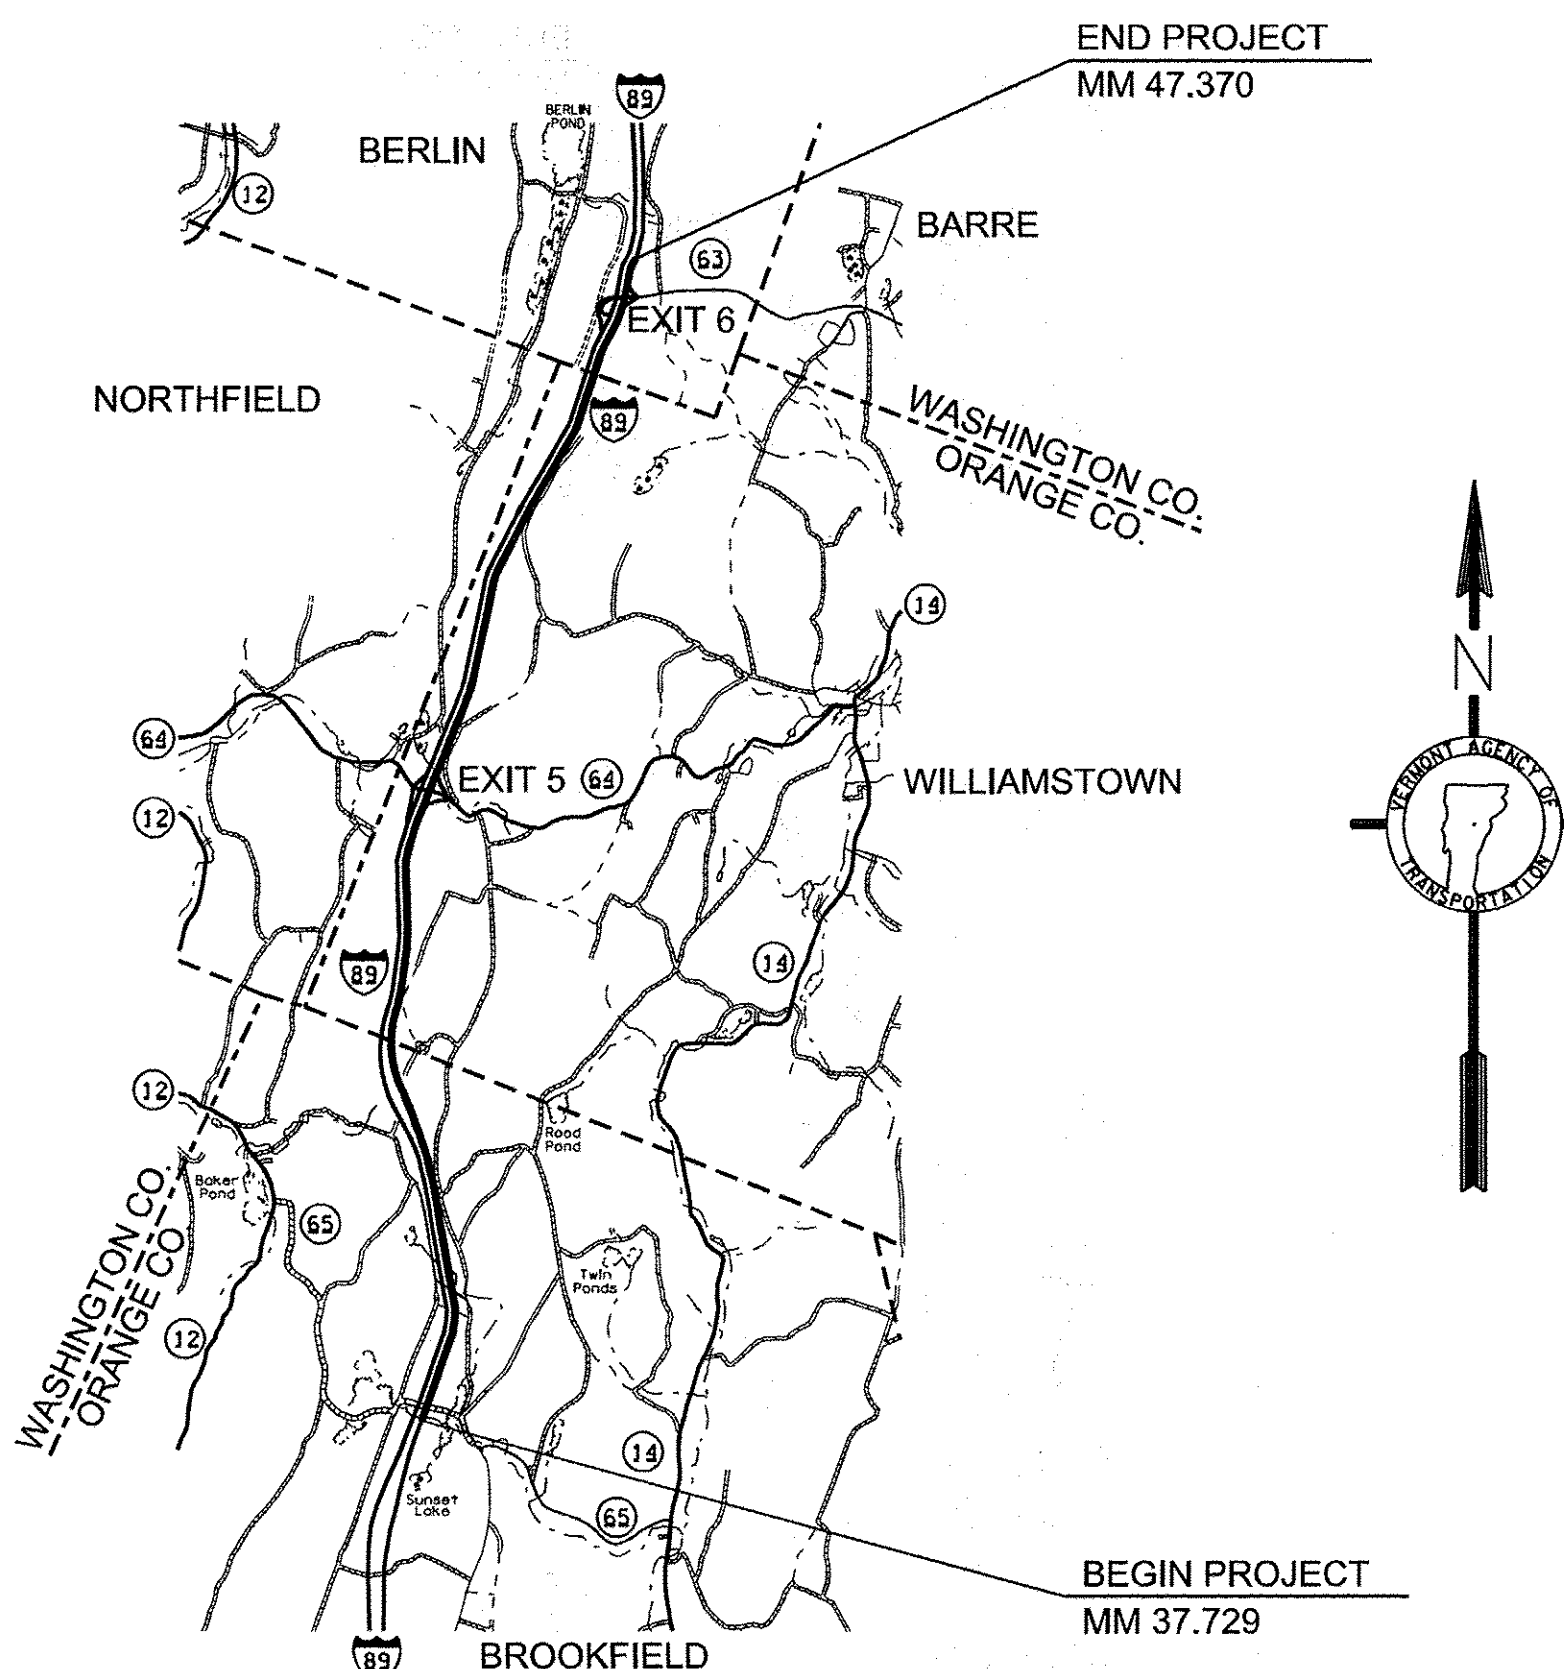 END PROJECT
MM 47.370
89
BERLIN
POND
BERLIN
12
BARRE
63
EXIT 6
NORTHFIELD
89
WASHINGTON CO.
ORANGE CO.
14
N
64
EXIT 5
64
WILLIAMSTOWN
VERMONT AGENCY OF
TRANSPORTATION
12
14
89
12
Rood
Pond
Baker
Pond
65
WASHINGTON CO.
ORANGE CO.
Twin
Ponds
12
14
Sunset
Lake
65
BEGIN PROJECT
MM 37.729
89
BROOKFIELD